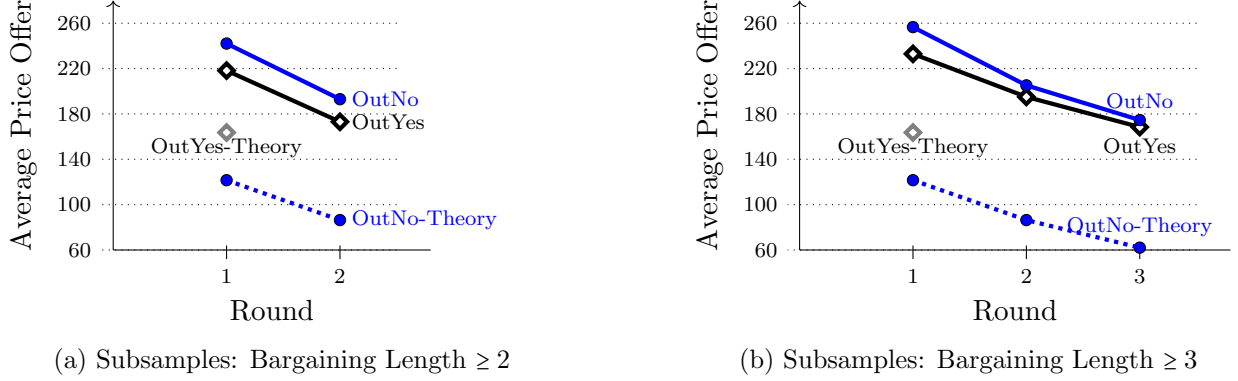 Average Price Offer
260
220
180
140
100
60
OutNo
OutYes
OutYes-Theory
OutNo-Theory
1
2
Round
(a) Subsamples: Bargaining Length ≥ 2
Average Price Offer
260
220
180
140
100
60
OutNo
OutYes
OutYes-Theory
OutNo-Theory
1
2
3
Round
(b) Subsamples: Bargaining Length ≥ 3